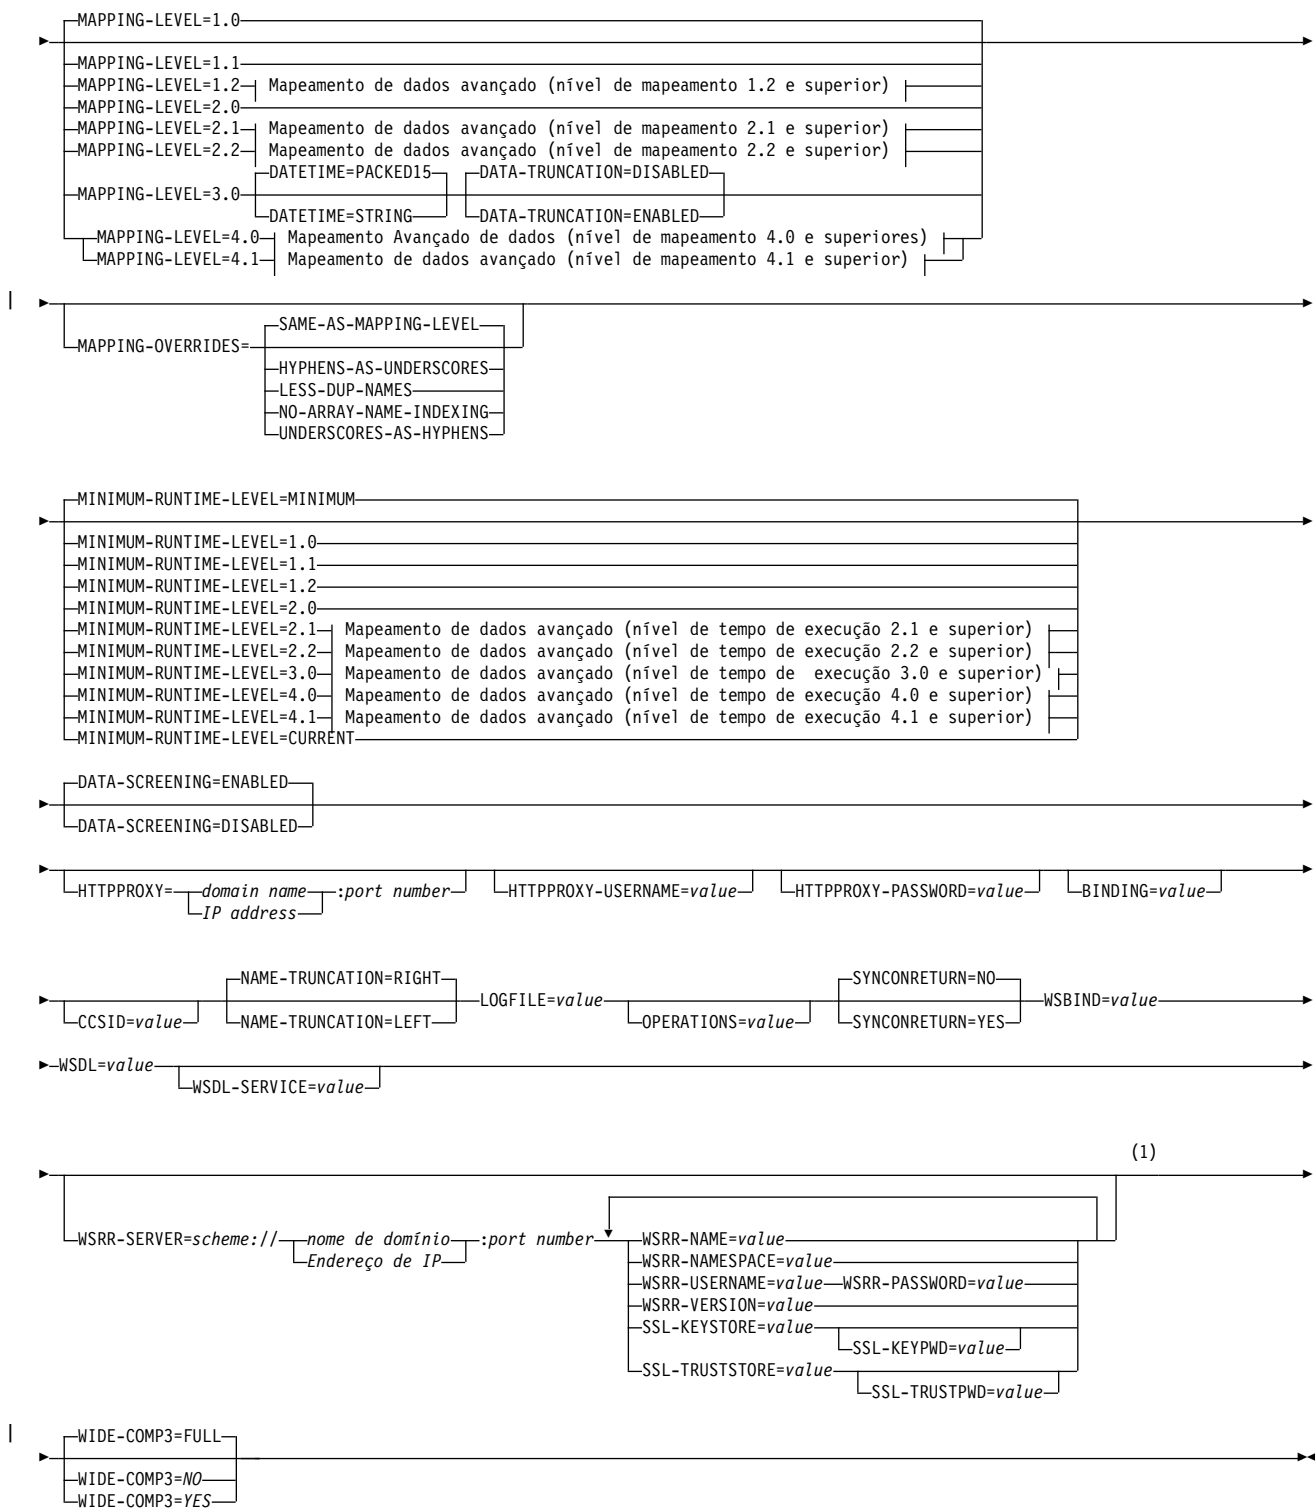 MAPPING-LEVEL=1.0
MAPPING-LEVEL=1.1
MAPPING-LEVEL=1.2 Mapeamento de dados avançado (nível de mapeamento 1.2 e superior)
MAPPING-LEVEL=2.0
MAPPING-LEVEL=2.1 Mapeamento de dados avançado (nível de mapeamento 2.1 e superior)
MAPPING-LEVEL=2.2 Mapeamento de dados avançado (nível de mapeamento 2.2 e superior)
DATETIME=PACKED15 DATA-TRUNCATION=DISABLED
MAPPING-LEVEL=3.0
DATETIME=STRING DATA-TRUNCATION=ENABLED
MAPPING-LEVEL=4.0 Mapeamento Avançado de dados (nível de mapeamento 4.0 e superiores)
MAPPING-LEVEL=4.1 Mapeamento de dados avançado (nível de mapeamento 4.1 e superior)
SAME-AS-MAPPING-LEVEL
MAPPING-OVERRIDES=
HYPHENS-AS-UNDERSCORES
LESS-DUP-NAMES
NO-ARRAY-NAME-INDEXING
UNDERSCORES-AS-HYPHENS
MINIMUM-RUNTIME-LEVEL=MINIMUM
MINIMUM-RUNTIME-LEVEL=1.0
MINIMUM-RUNTIME-LEVEL=1.1
MINIMUM-RUNTIME-LEVEL=1.2
MINIMUM-RUNTIME-LEVEL=2.0
MINIMUM-RUNTIME-LEVEL=2.1 Mapeamento de dados avançado (nível de tempo de execução 2.1 e superior)
MINIMUM-RUNTIME-LEVEL=2.2 Mapeamento de dados avançado (nível de tempo de execução 2.2 e superior)
MINIMUM-RUNTIME-LEVEL=3.0 Mapeamento de dados avançado (nível de tempo de execução 3.0 e superior)
MINIMUM-RUNTIME-LEVEL=4.0 Mapeamento de dados avançado (nível de tempo de execução 4.0 e superior)
MINIMUM-RUNTIME-LEVEL=4.1 Mapeamento de dados avançado (nível de tempo de execução 4.1 e superior)
MINIMUM-RUNTIME-LEVEL=CURRENT
DATA-SCREENING=ENABLED
DATA-SCREENING=DISABLED
HTTPPROXY= domain name :port number HTTPPROXY-USERNAME=value HTTPPROXY-PASSWORD=value BINDING=value
IP address
NAME-TRUNCATION=RIGHT SYNCONRETURN=NO
LOGFILE=value WSBIND=value
CCSID=value NAME-TRUNCATION=LEFT OPERATIONS=value SYNCONRETURN=YES
WSDL=value
WSDL-SERVICE=value
(1)
WSRR-SERVER=scheme:// nome de domínio :port number WSRR-NAME=value
Endereço de IP WSRR-NAMESPACE=value
WSRR-USERNAME=value WSRR-PASSWORD=value
WSRR-VERSION=value
SSL-KEYSTORE=value
SSL-KEYPWD=value
SSL-TRUSTSTORE=value
SSL-TRUSTPWD=value
WIDE-COMP3=FULL
WIDE-COMP3=NO
WIDE-COMP3=YES